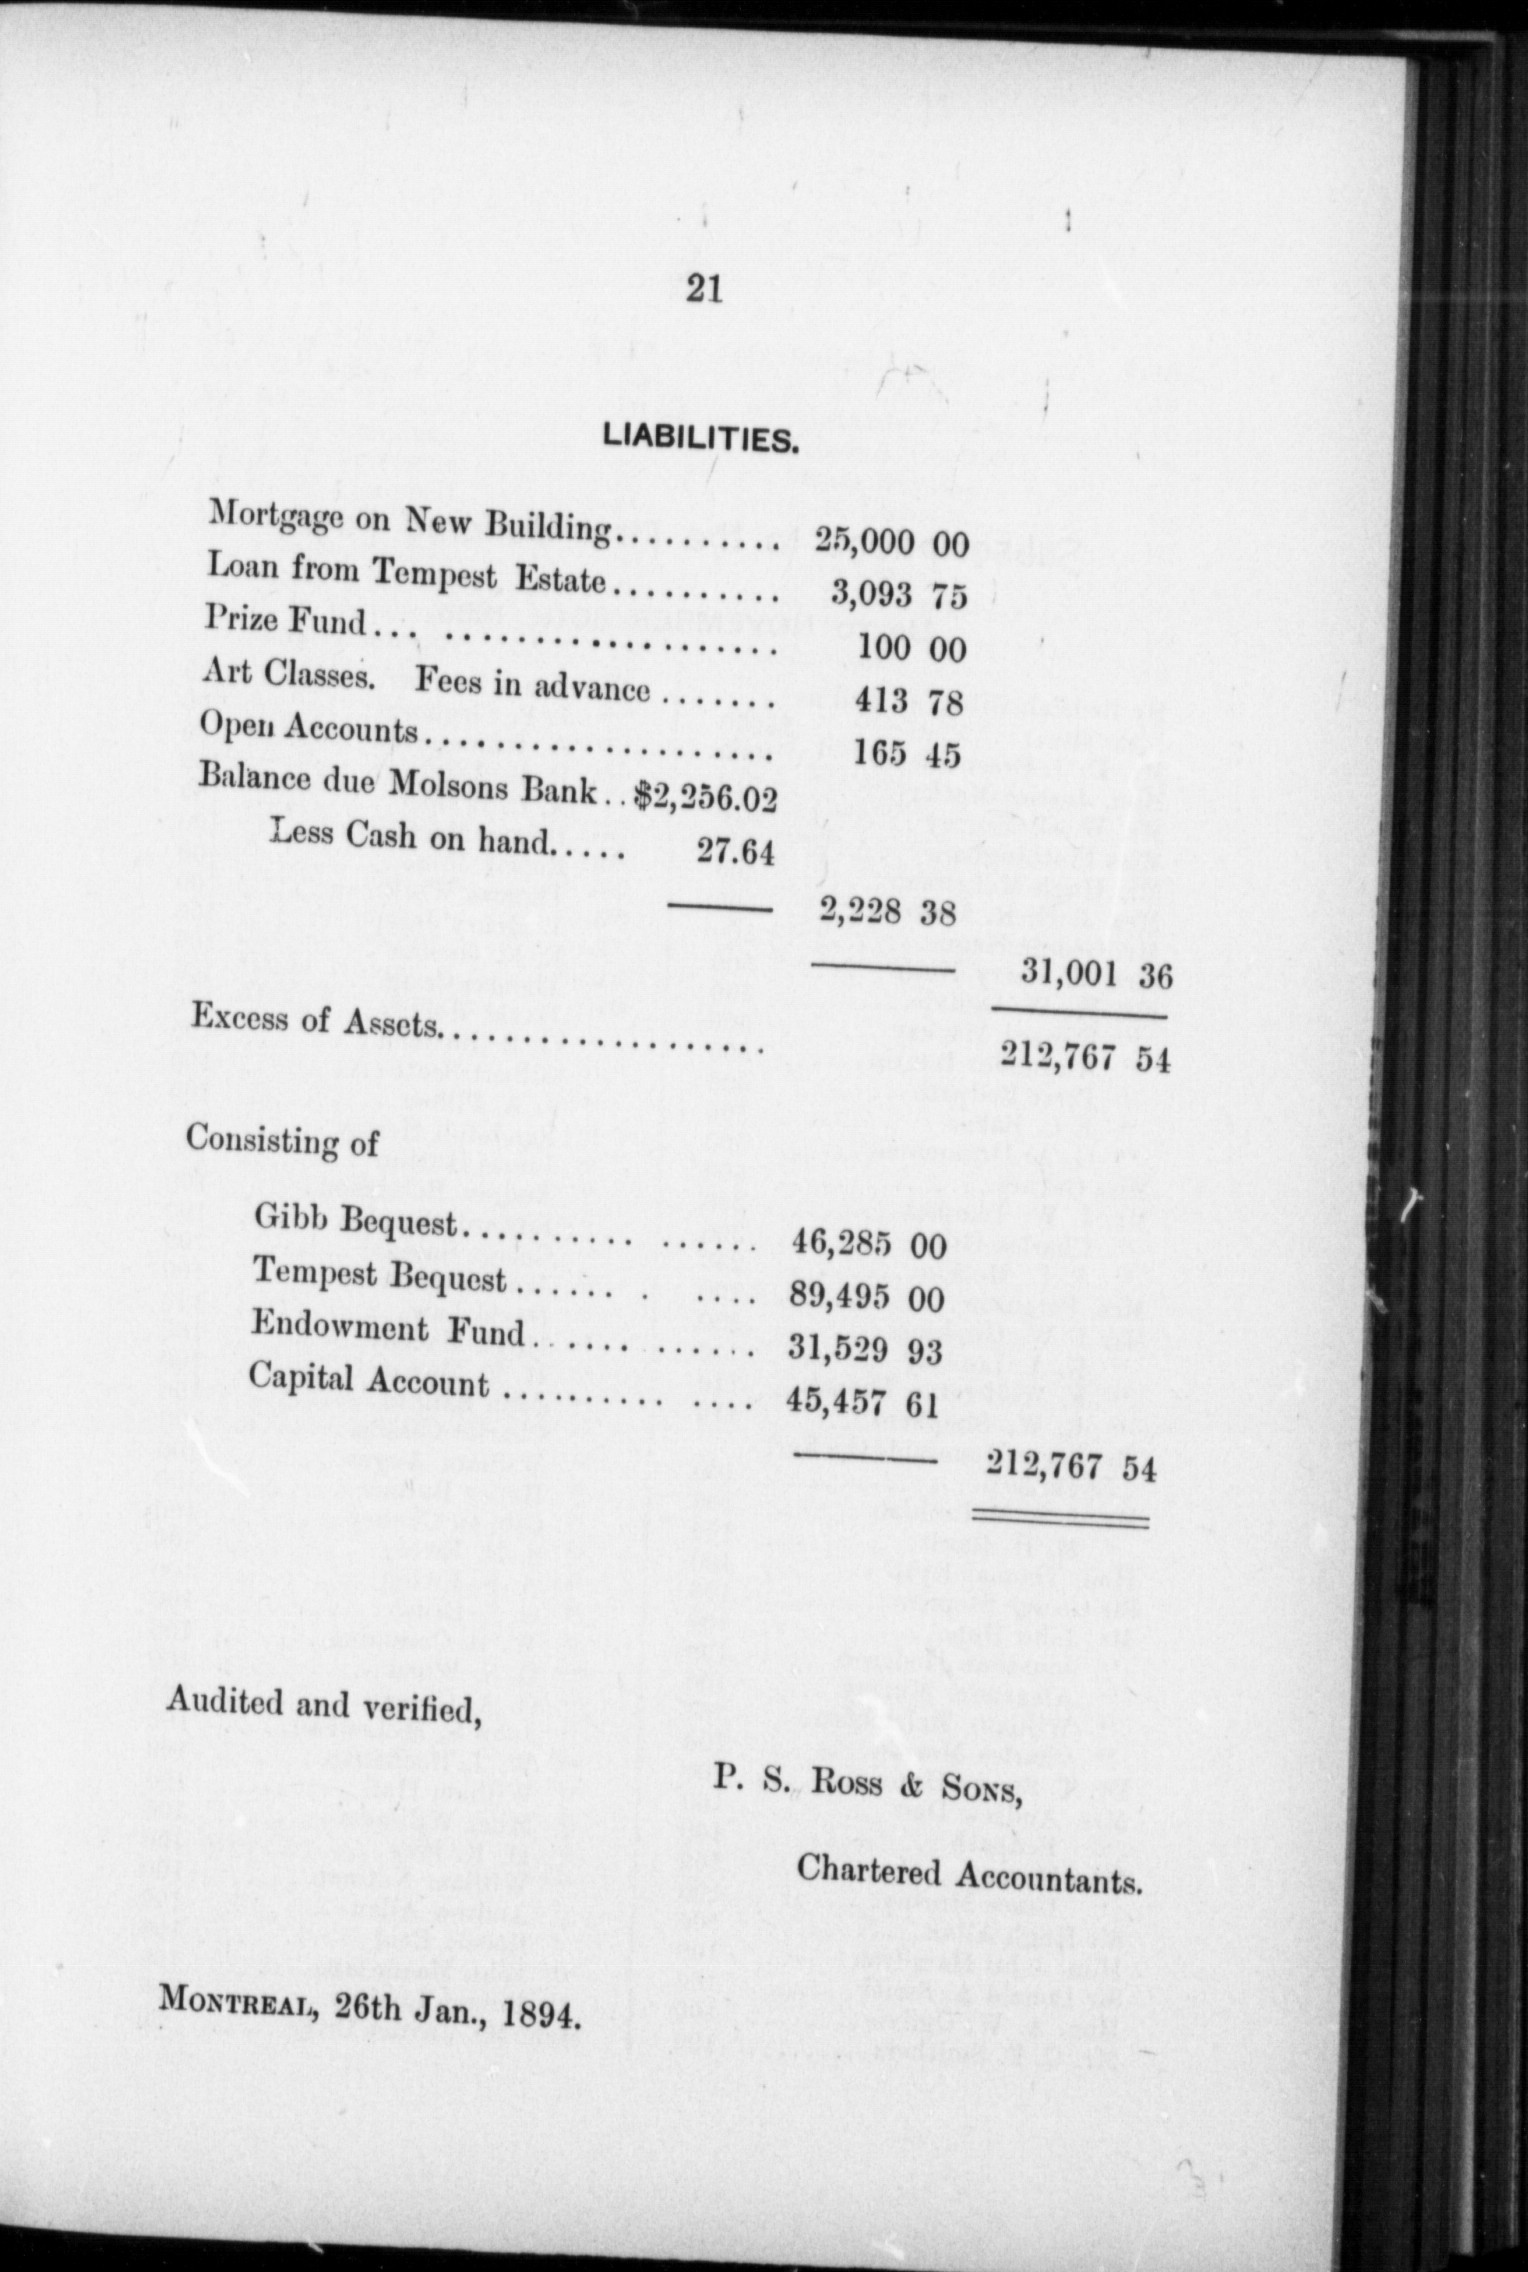 21
LIABILITIES.
Mortgage on New Building.......... 25,000 00
Loan from Tempest Estate.......... 3,093 75
Prize Fund... ................... 100 00
Art Classes. Fees in advance ....... 413 78
Open Accounts.................... 165 45
Balance due Molsons Bank.. $2,256.02
Less Cash on hand..... 27.64
2,228 38
31,001 36
Excess of Assets................... 212,767 54
Consisting of
Gibb Bequest........... ...... 46,285 00
Tempest Bequest...... . .... 89,495 00
Endowment Fund...... ...... 31,529 93
Capital Account .......... .... 45,457 61
212,767 54
Audited and verified,
P. S. Ross & Sons,
Chartered Accountants.
Montreal, 26th Jan., 1894.